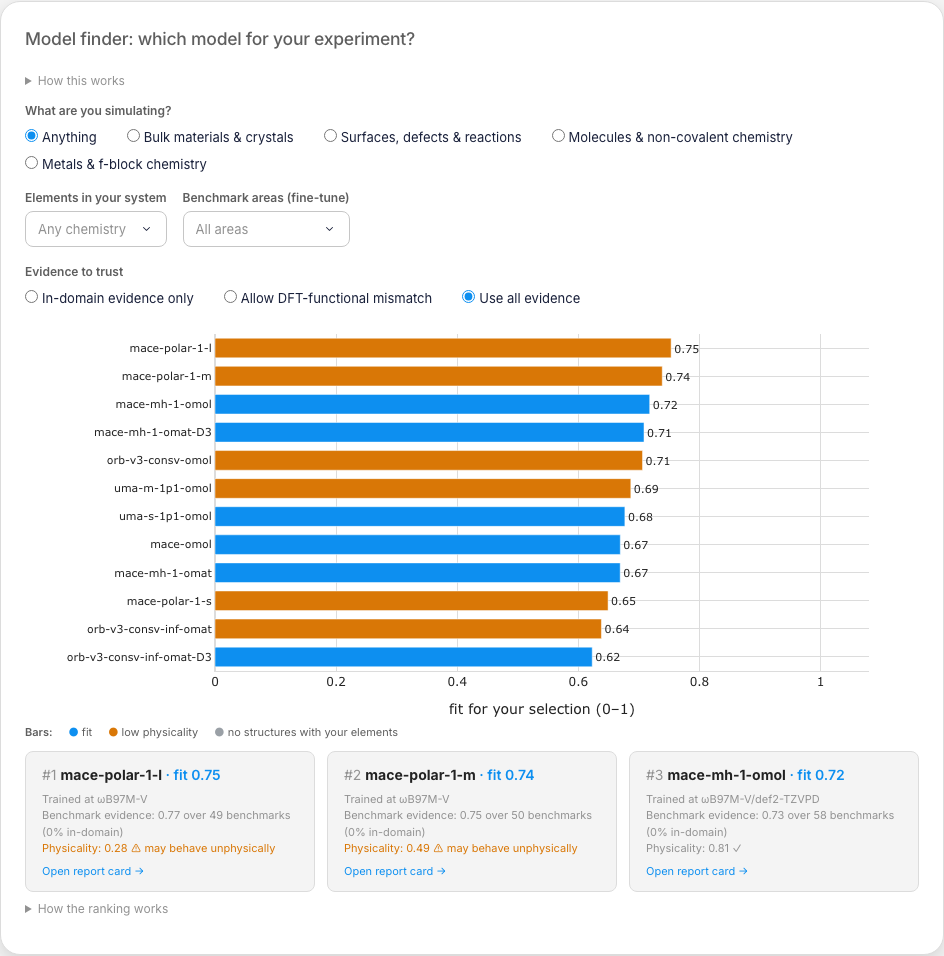 Model finder: which model for your experiment?
▶ How this works
What are you simulating?
Anything Bulk materials & crystals Surfaces, defects & reactions Molecules & non-covalent chemistry
Metals & f-block chemistry
Elements in your system Benchmark areas (fine-tune)
Any chemistry All areas
Evidence to trust
In-domain evidence only Allow DFT-functional mismatch Use all evidence
mace-polar-1-l 0.75
mace-polar-1-m 0.74
mace-mh-1-omol 0.72
mace-mh-1-omat-D3 0.71
orb-v3-consv-omol 0.71
uma-m-1p1-omol 0.69
uma-s-1p1-omol 0.68
mace-omol 0.67
mace-mh-1-omat 0.67
mace-polar-1-s 0.65
orb-v3-consv-inf-omat 0.64
orb-v3-consv-inf-omat-D3 0.62
0 0.2 0.4 0.6 0.8 1
fit for your selection (0–1)
Bars: fit low physicality no structures with your elements
#1 mace-polar-1-l · fit 0.75
Trained at ωB97M-V
Benchmark evidence: 0.77 over 49 benchmarks
(0% in-domain)
Physicality: 0.28 ⚠ may behave unphysically
Open report card →
#2 mace-polar-1-m · fit 0.74
Trained at ωB97M-V
Benchmark evidence: 0.75 over 50 benchmarks
(0% in-domain)
Physicality: 0.49 ⚠ may behave unphysically
Open report card →
#3 mace-mh-1-omol · fit 0.72
Trained at ωB97M-V/def2-TZVPD
Benchmark evidence: 0.73 over 58 benchmarks
(0% in-domain)
Physicality: 0.81 ✓
Open report card →
▶ How the ranking works